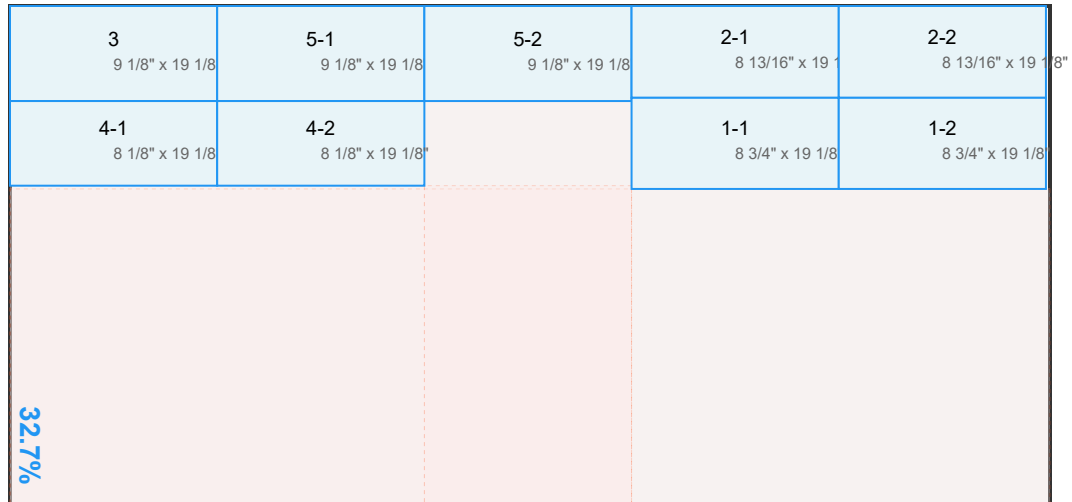 3
9 1/8" x 19 1/8
5-1
9 1/8" x 19 1/8
5-2
9 1/8" x 19 1/8
2-1
8 13/16" x 19 1
2-2
8 13/16" x 19 1/8"
4-1
8 1/8" x 19 1/8
4-2
8 1/8" x 19 1/8"
1-1
8 3/4" x 19 1/8
1-2
8 3/4" x 19 1/8"
32.7%